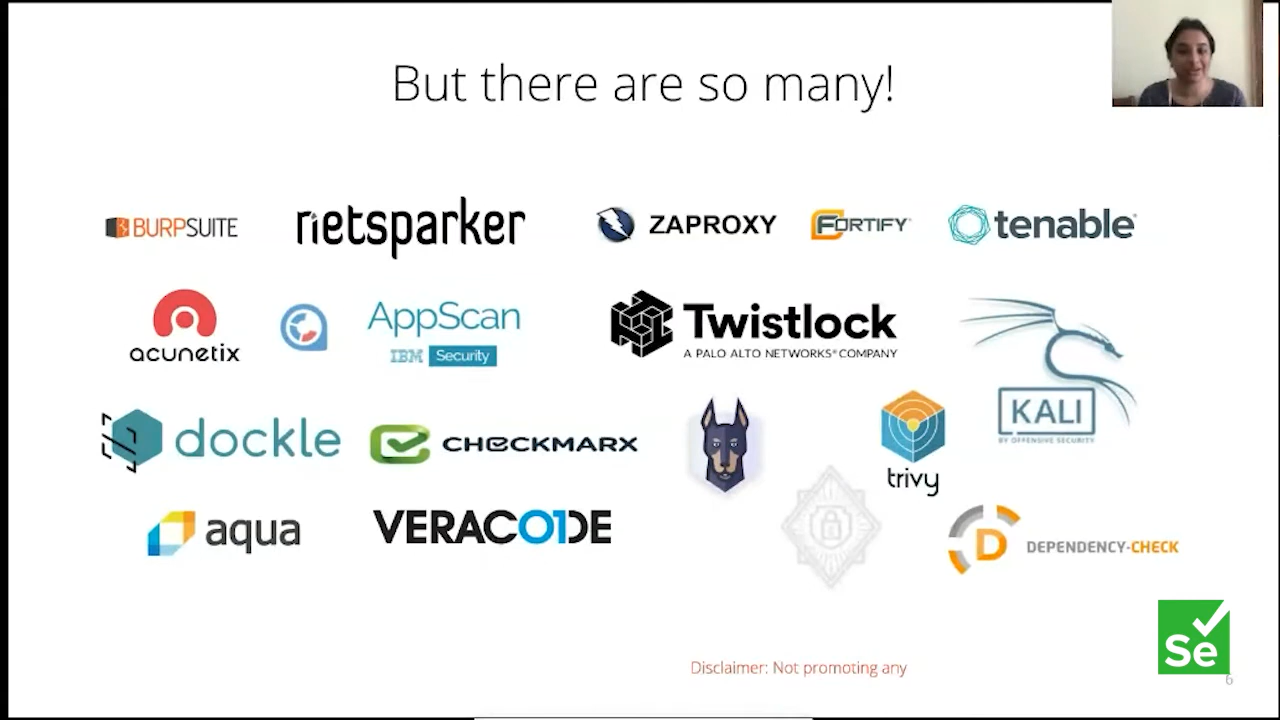 But there are so many!
BURPSUITE
netsparker
ZAPROXY
FORTIFY
tenable
acunetix
AppScan
IBM Security
Twistlock
A PALO ALTO NETWORKS® COMPANY
KALI
BY OFFENSIVE SECURITY
dockle
CHECKMARX
trivy
aqua
VERACODE
DEPENDENCY-CHECK
Se
Disclaimer: Not promoting any
6